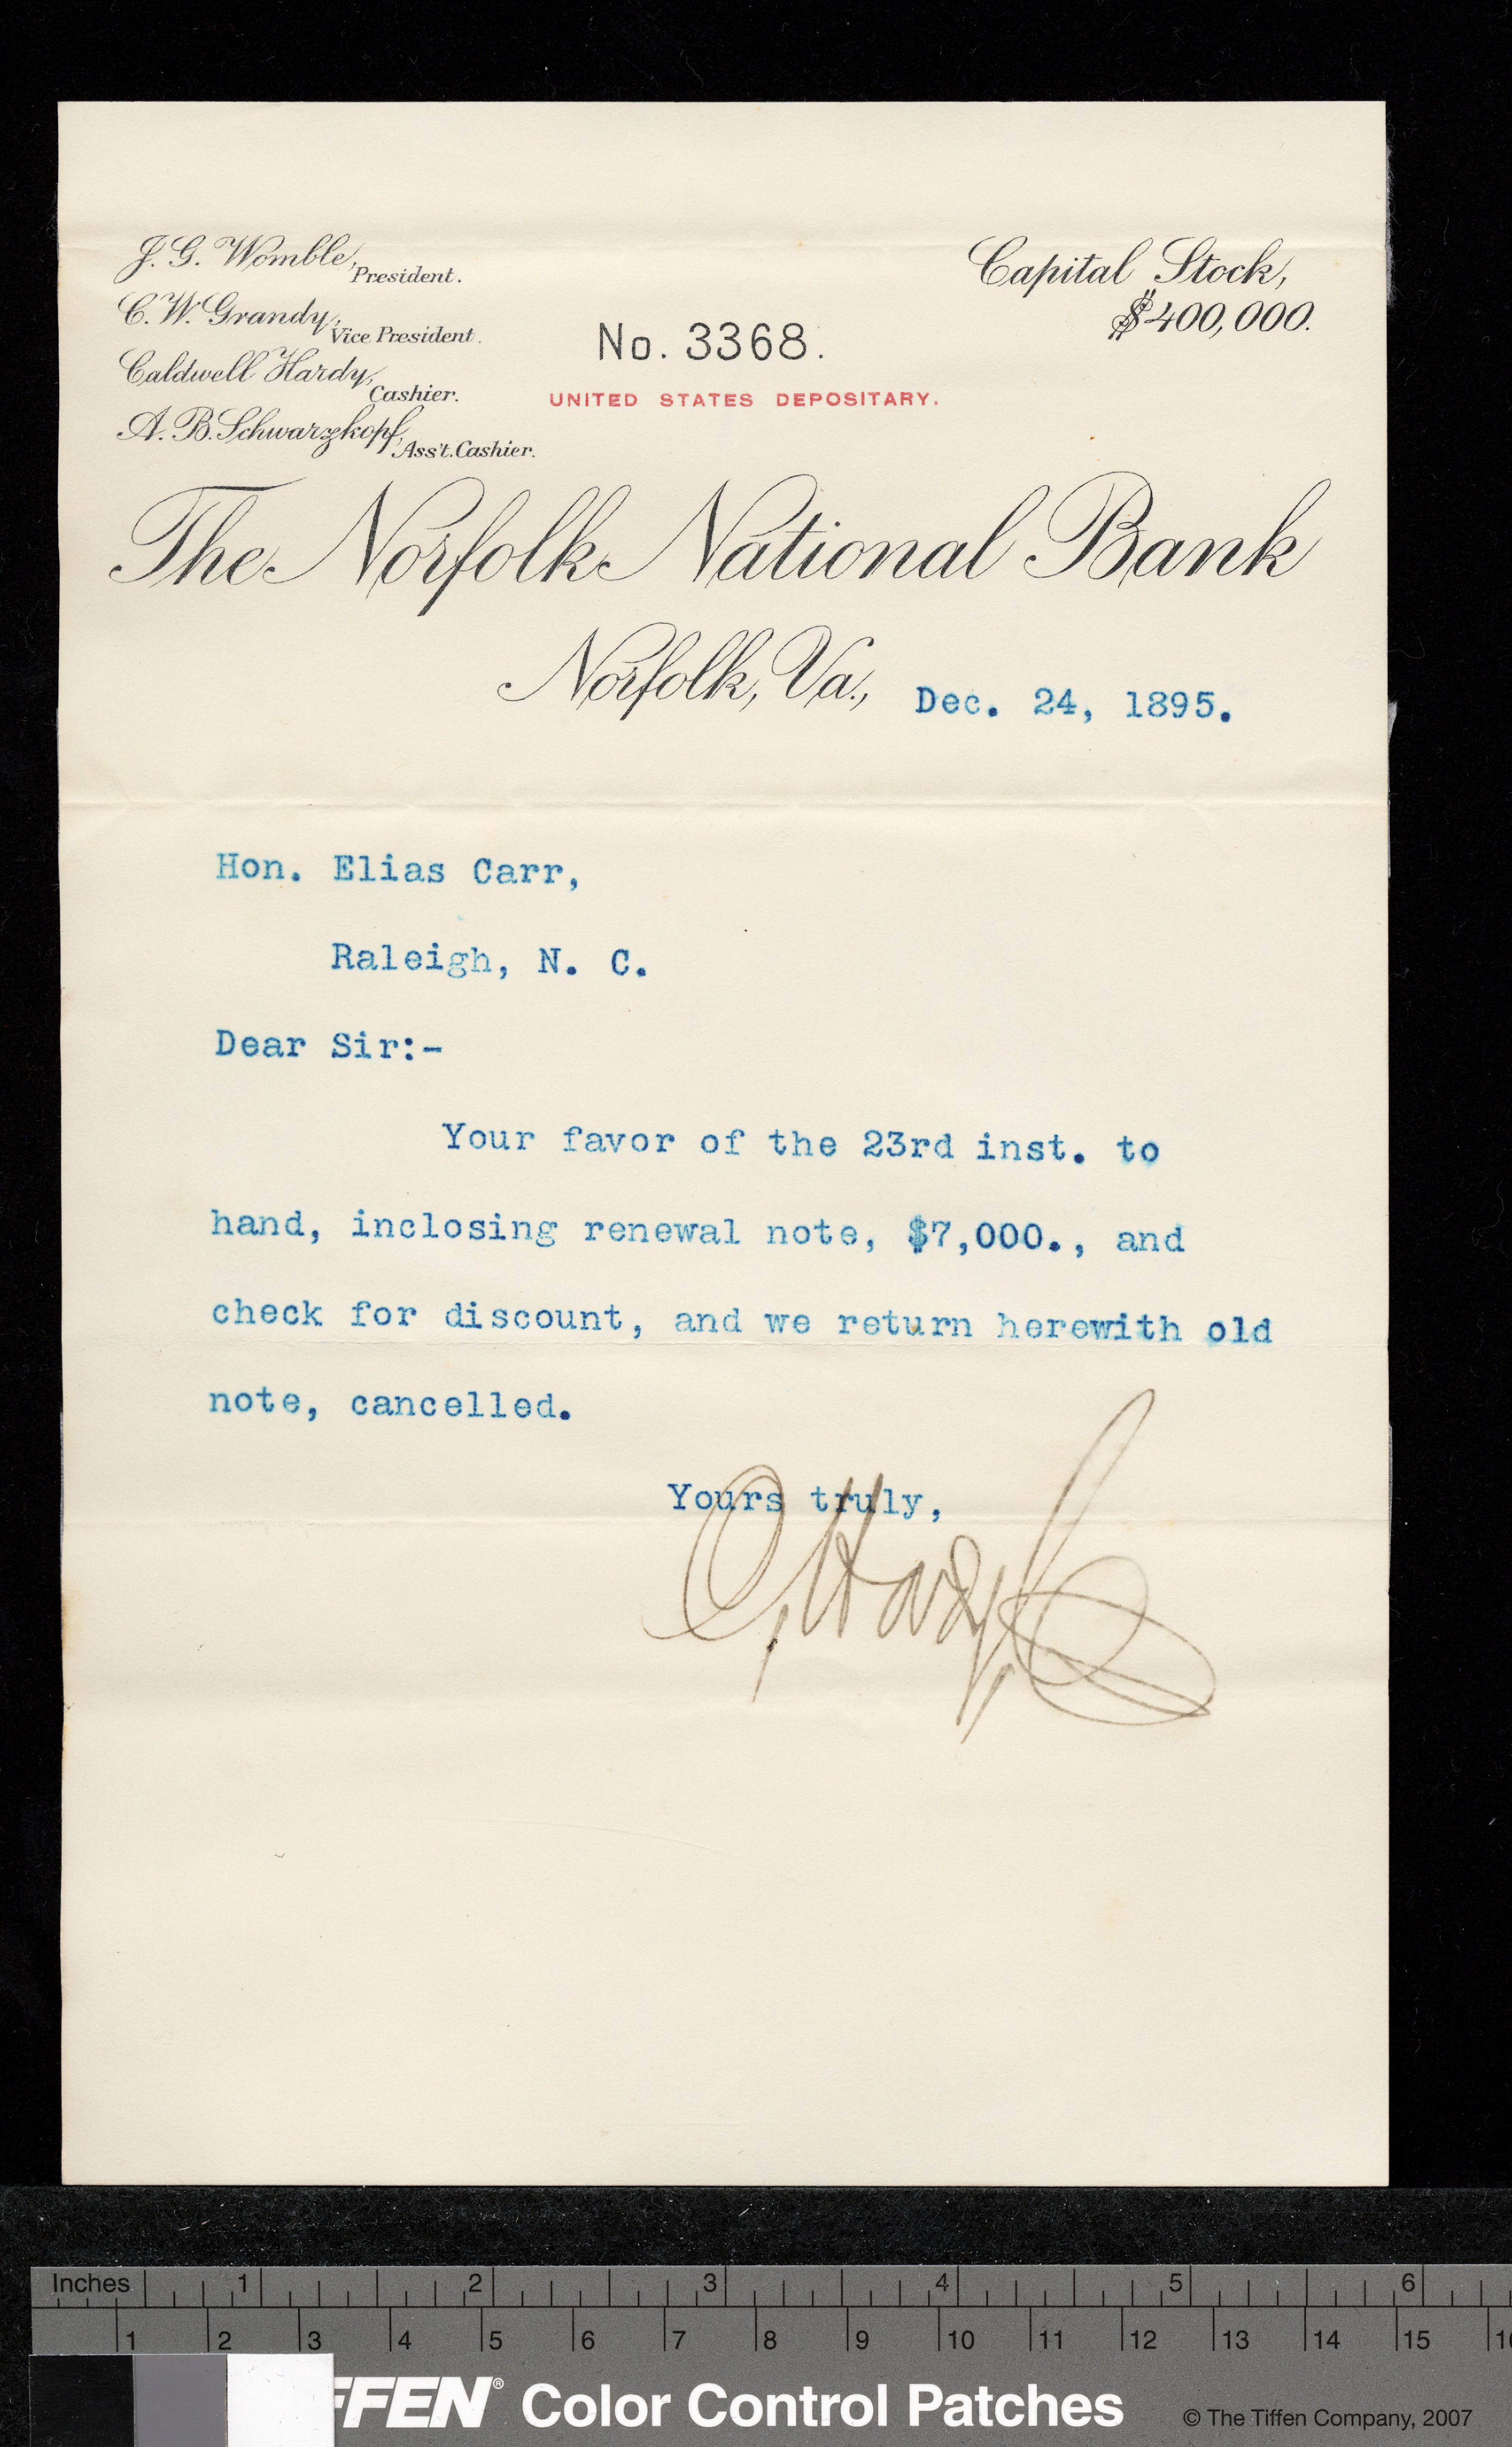 J. G. Womble, President.
C. W. Grandy, Vice President.
Caldwell Hardy, Cashier.
A. B. Schwarzkopf, Ass't. Cashier.
No. 3368.
UNITED STATES DEPOSITARY.
Capital Stock,
$400,000.
The Norfolk National Bank
Norfolk, Va., Dec. 24, 1895.
Hon. Elias Carr,
Raleigh, N. C.
Dear Sir:-
Your favor of the 23rd inst. to
hand, inclosing renewal note, $7,000., and
check for discount, and we return herewith old
note, cancelled.
Yours truly,
C. Hardy
Inches 1 2 3 4 5 6
1 2 3 4 5 6 7 8 9 10 11 12 13 14 15
FFEN® Color Control Patches © The Tiffen Company, 2007